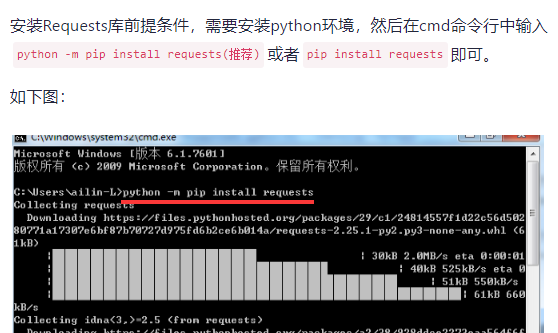 安装Requests库前提条件，需要安装python环境，然后在cmd命令行中输入
python -m pip install requests(推荐) 或者 pip install requests 即可。
如下图：
C:\Windows\system32\cmd.exe
Microsoft Windows [版本 6.1.7601]
版权所有 (c) 2009 Microsoft Corporation。保留所有权利。
C:\Users\ailin-L>python -m pip install requests
Collecting requests
Downloading https://files.pythonhosted.org/packages/29/c1/24814557f1d22c56d502
80771a17307e6bf87b70727d975fd6b2ce6b014a/requests-2.25.1-py2.py3-none-any.whl (6
1kB)
| 30kB 2.0MB/s eta 0:00:01
| 40kB 525kB/s eta 0
| 51kB 550kB/s
| 61kB 660
kB/s
Collecting idna(3,)=2.5 (from requests)